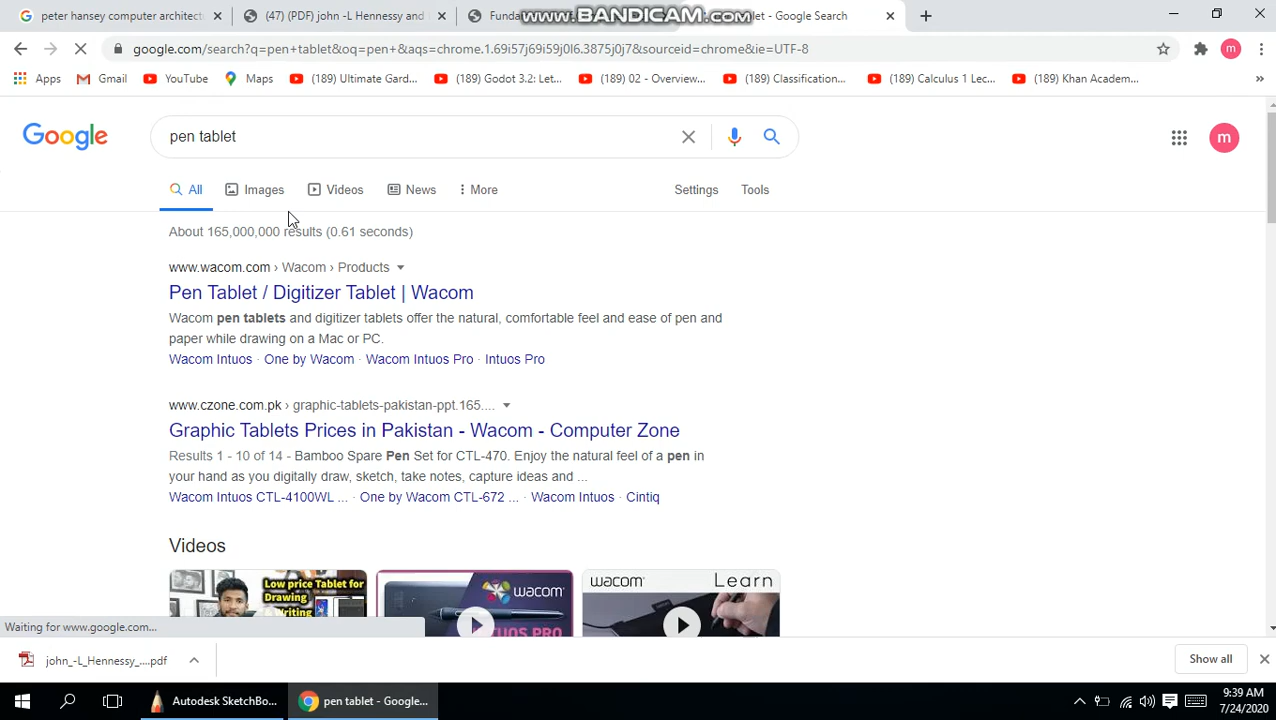 peter hansey computer architect
(47) (PDF) john -L Hennessy and
Funda
www.BANDICAM.com
tablet - Google Search
google.com/search?q=pen+tablet&oq=pen+&aqs=chrome.1.69i57j69i59j0l6.3875j0j7&sourceid=chrome&ie=UTF-8
m
Apps
Gmail
YouTube
Maps
(189) Ultimate Gard...
(189) Godot 3.2: Let...
(189) 02 - Overview...
(189) Classification...
(189) Calculus 1 Lec...
(189) Khan Academ...
»
Google
pen tablet
m
All
Images
Videos
News
More
Settings
Tools
About 165,000,000 results (0.61 seconds)
www.wacom.com › Wacom › Products
Pen Tablet / Digitizer Tablet | Wacom
Wacom pen tablets and digitizer tablets offer the natural, comfortable feel and ease of pen and
paper while drawing on a Mac or PC.
Wacom Intuos · One by Wacom · Wacom Intuos Pro · Intuos Pro
www.czone.com.pk › graphic-tablets-pakistan-ppt.165....
Graphic Tablets Prices in Pakistan - Wacom - Computer Zone
Results 1 - 10 of 14 - Bamboo Spare Pen Set for CTL-470. Enjoy the natural feel of a pen in
your hand as you digitally draw, sketch, take notes, capture ideas and ...
Wacom Intuos CTL-4100WL ... · One by Wacom CTL-672 ... · Wacom Intuos · Cintiq
Videos
Low price Tablet for
Drawing
wacom
wacom
Learn
Waiting for www.google.com...
john_-L_Hennessy_....pdf
Show all
Autodesk SketchBo...
pen tablet - Google...
9:39 AM
7/24/2020